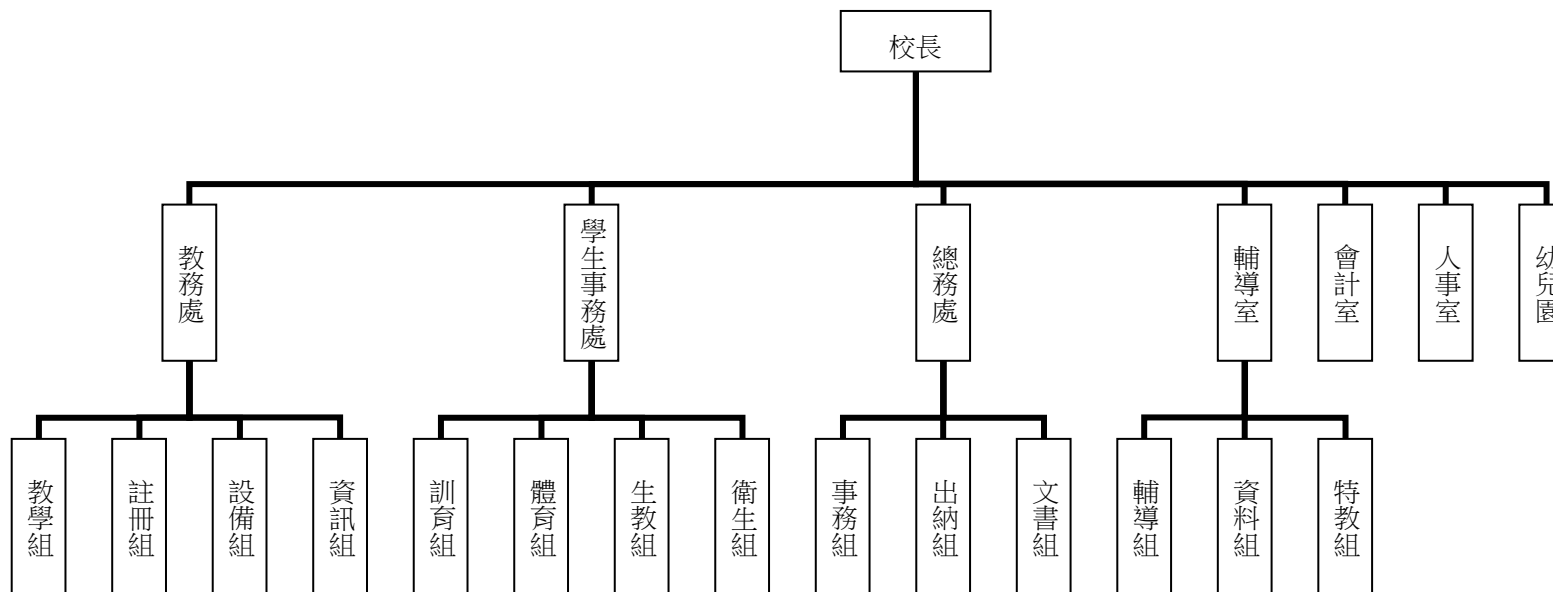 校長
教務處
學生事務處
總務處
輔導室
會計室
人事室
幼兒園
教學組
註冊組
設備組
資訊組
訓育組
體育組
生教組
衛生組
事務組
出納組
文書組
輔導組
資料組
特教組